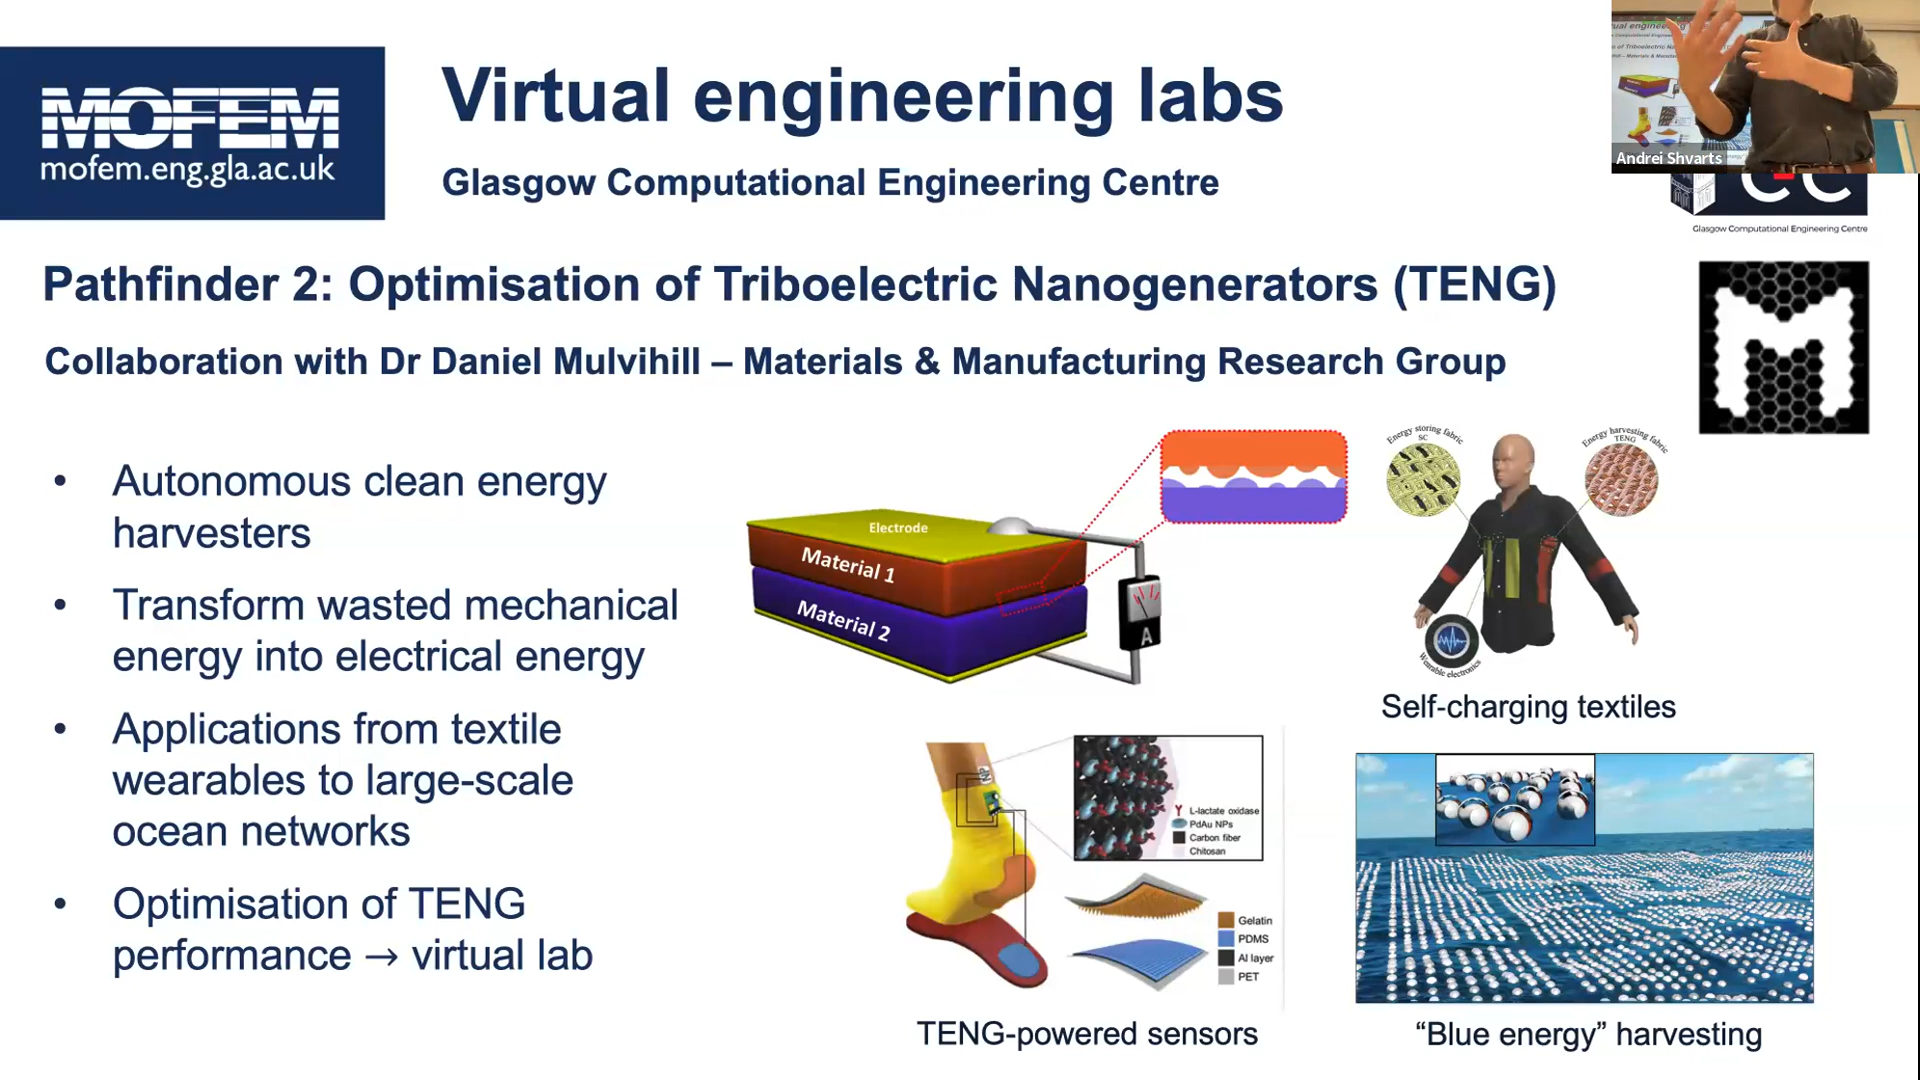 MOFEM
mofem.eng.gla.ac.uk
Virtual engineering labs
Glasgow Computational Engineering Centre
Andrei Shvarts
Glasgow Computational Engineering Centre
Pathfinder 2: Optimisation of Triboelectric Nanogenerators (TENG)
Collaboration with Dr Daniel Mulvihill – Materials & Manufacturing Research Group
• Autonomous clean energy
harvesters
• Transform wasted mechanical
energy into electrical energy
• Applications from textile
wearables to large-scale
ocean networks
• Optimisation of TENG
performance → virtual lab
Electrode
Material 1
Material 2
A
Energy storing fabric
SC
Energy harvesting fabric
TENG
Wearable electronics
Self-charging textiles
L-lactate oxidase
PdAu NPs
Carbon fiber
Chitosan
Gelatin
PDMS
Al layer
PET
TENG-powered sensors
“Blue energy” harvesting